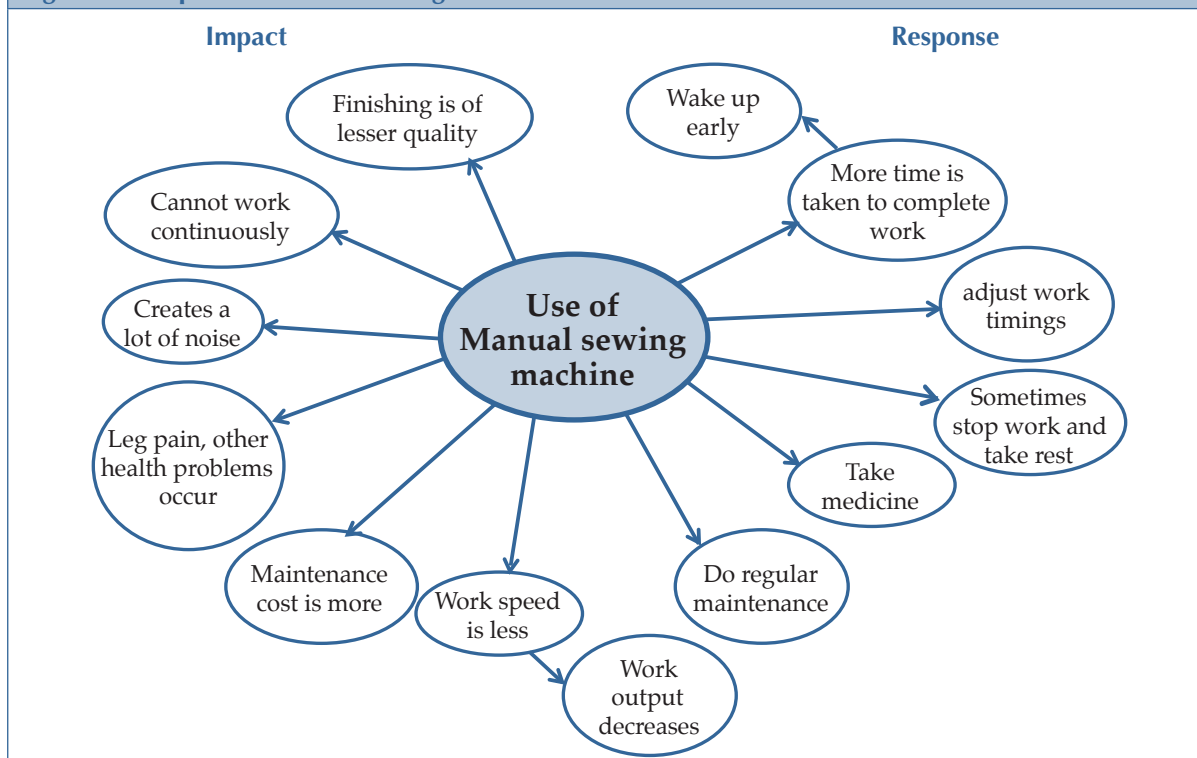 Impact
Response
Finishing is of
lesser quality
Wake up
early
Cannot work
continuously
More time is
taken to complete
work
Creates a
lot of noise
Use of
Manual sewing
machine
adjust work
timings
Leg pain, other
health problems
occur
Sometimes
stop work and
take rest
Take
medicine
Maintenance
cost is more
Work speed
is less
Do regular
maintenance
Work
output
decreases